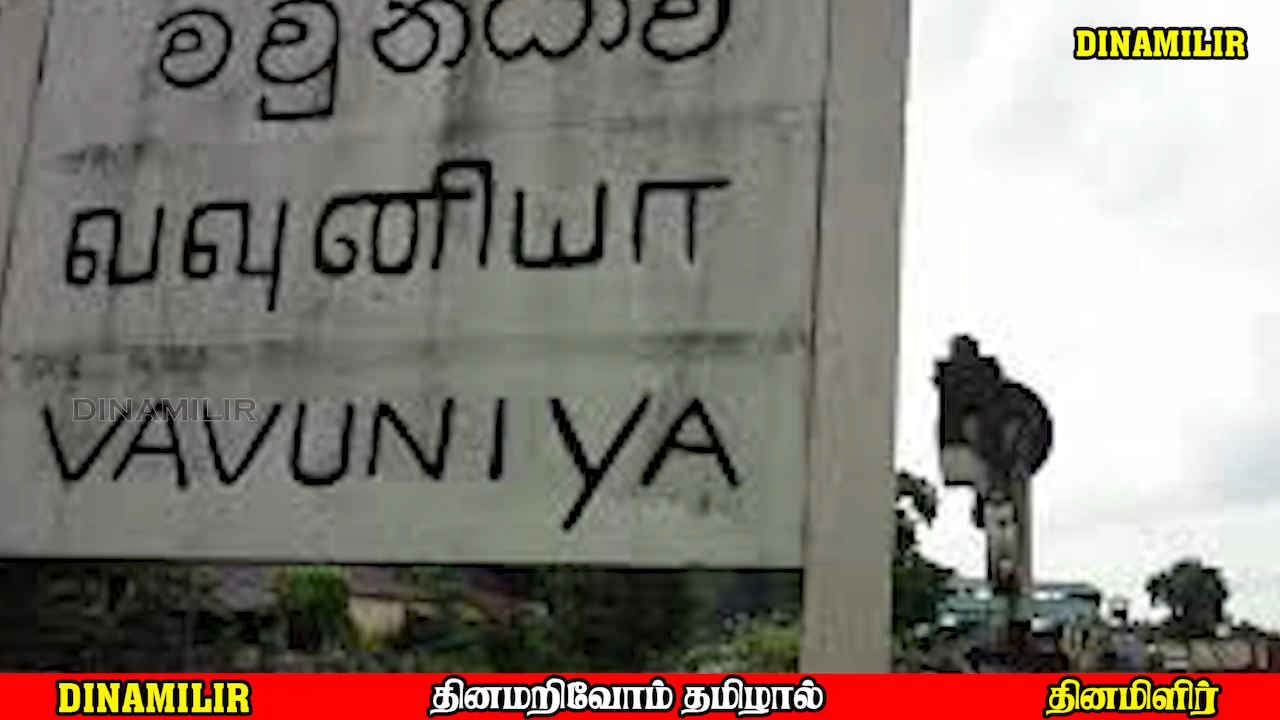 DINAMILIR
වවුනියාව
வவுனியா
VAVUNIYA
DINAMILIR
DINAMILIR தினமறிவோம் தமிழால் தினமிளிர்